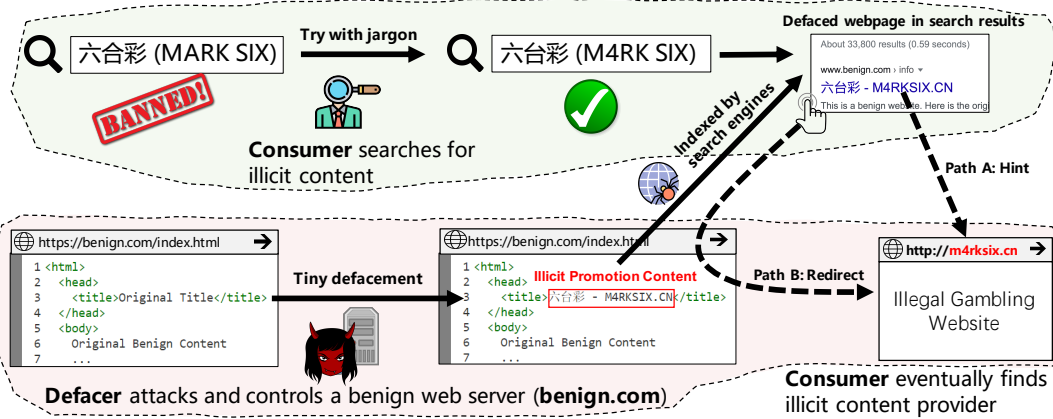 Defaced webpage in search results
六合彩 (MARK SIX)
Try with jargon
六台彩 (M4RK SIX)
About 33,800 results (0.59 seconds)
www.benign.com › info
六台彩 - M4RKSIX.CN
This is a benign website. Here is the origi
BANNED!
Consumer searches for
illicit content
Indexed by
search engines
Path A: Hint
https://benign.com/index.html
https://benign.com/index.html
http://m4rksix.cn
1 <html>
2 <head>
3 <title>Original Title</title>
4 </head>
5 <body>
6 Original Benign Content
7 ...
Tiny defacement
1 <html>
2 <head>
Illicit Promotion Content
3 <title>六台彩 - M4RKSIX.CN</title>
4 </head>
5 <body>
6 Original Benign Content
7 ...
Path B: Redirect
Illegal Gambling
Website
Defacer attacks and controls a benign web server (benign.com)
Consumer eventually finds
illicit content provider